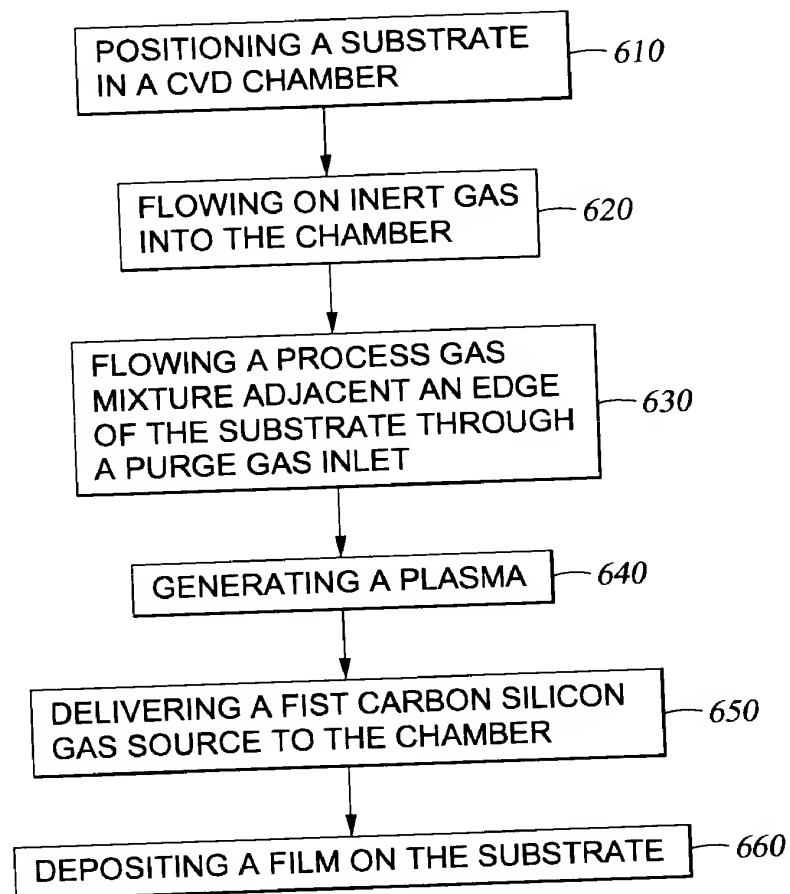 POSITIONING A SUBSTRATE
IN A CVD CHAMBER
610
FLOWING ON INERT GAS
INTO THE CHAMBER
620
FLOWING A PROCESS GAS
MIXTURE ADJACENT AN EDGE
OF THE SUBSTRATE THROUGH
A PURGE GAS INLET
630
GENERATING A PLASMA
640
DELIVERING A FIST CARBON SILICON
GAS SOURCE TO THE CHAMBER
650
DEPOSITING A FILM ON THE SUBSTRATE
660